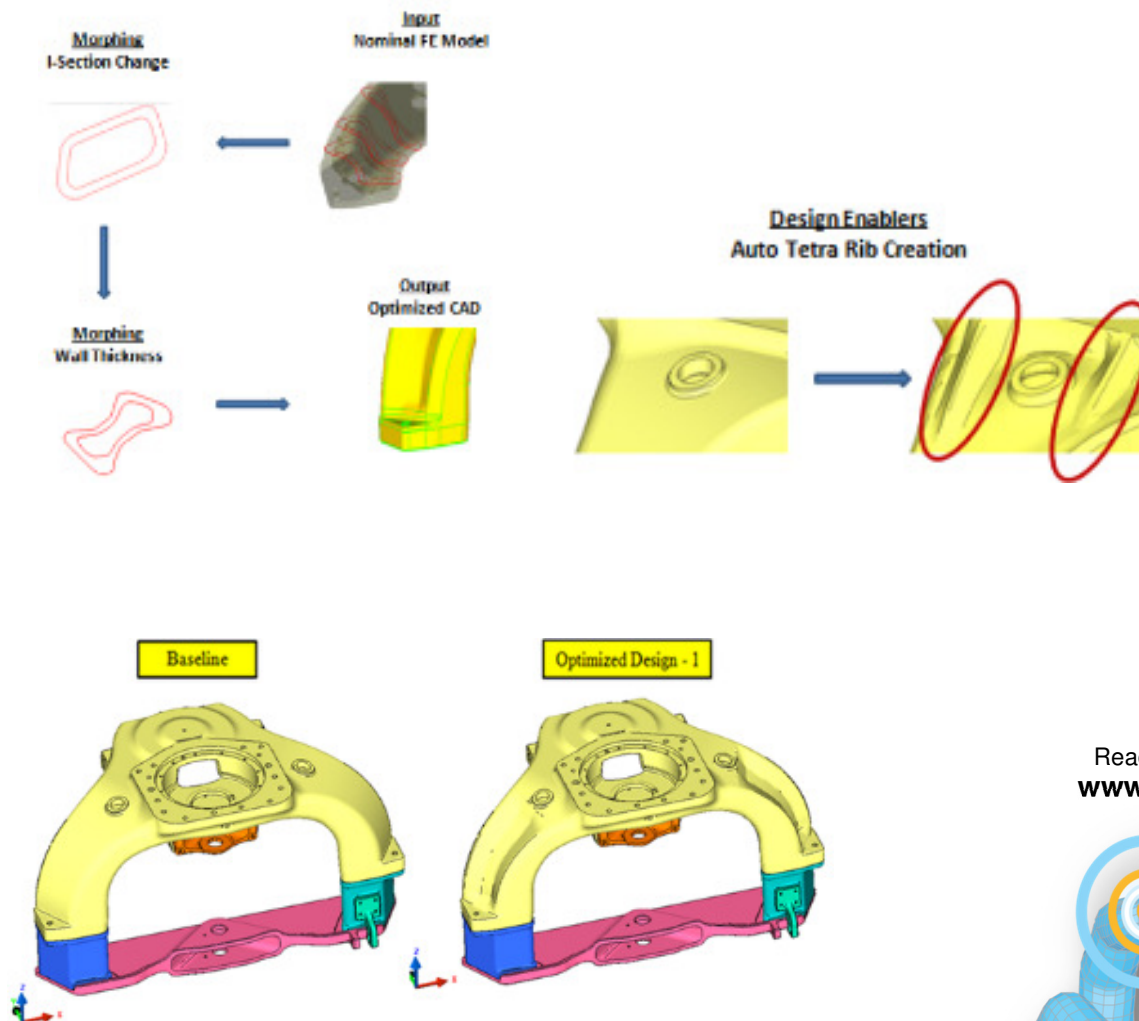 Input
Nominal FE Model
Morphing
I-Section Change
Design Enablers
Auto Tetra Rib Creation
Output
Optimized CAD
Morphing
Wall Thickness
Baseline
Optimized Design - 1
www